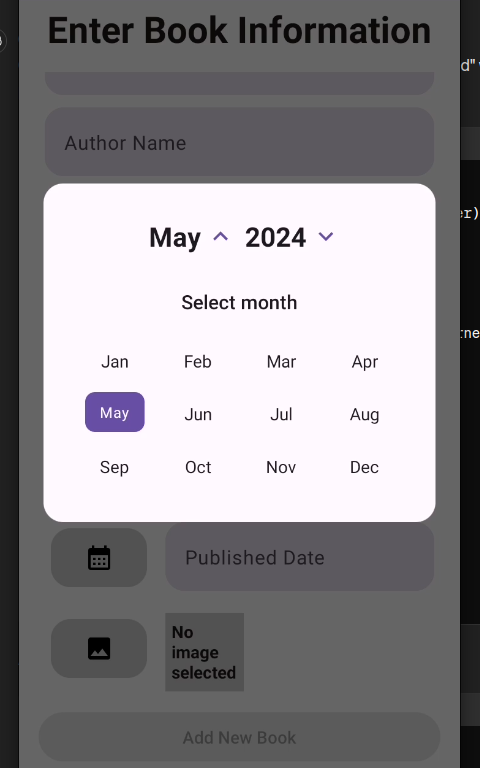 Enter Book Information
d"
Author Name
er)
May 2024
Select month
Jan Feb Mar Apr
May Jun Jul Aug
Sep Oct Nov Dec
Published Date
No
image
selected
Add New Book